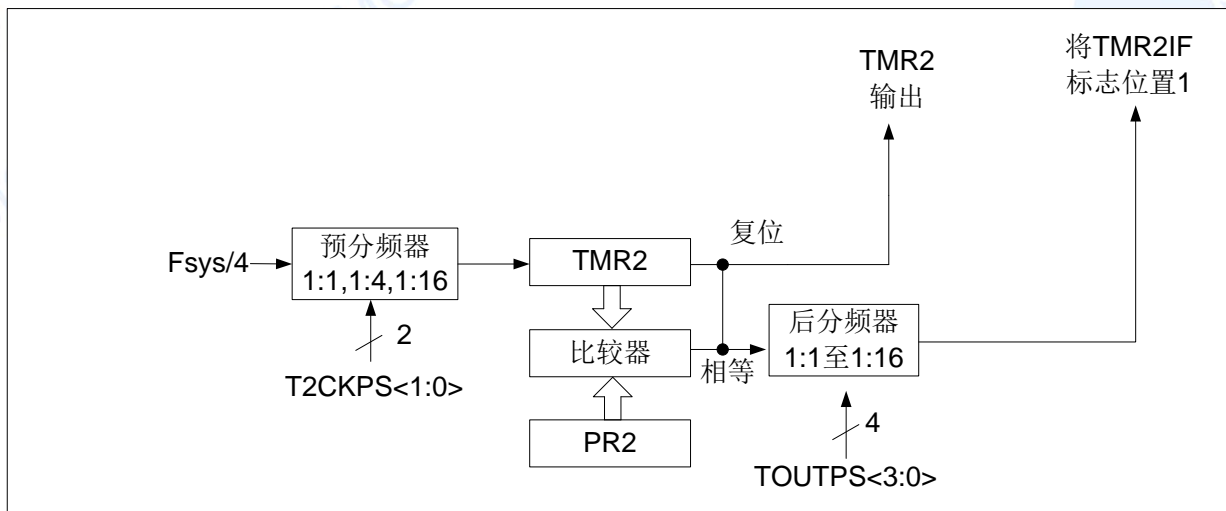 TMR2
输出
将TMR2IF
标志位置1
Fsys/4
预分频器
1:1,1:4,1:16
2
T2CKPS<1:0>
TMR2
复位
比较器
相等
PR2
后分频器
1:1至1:16
4
TOUTPS<3:0>